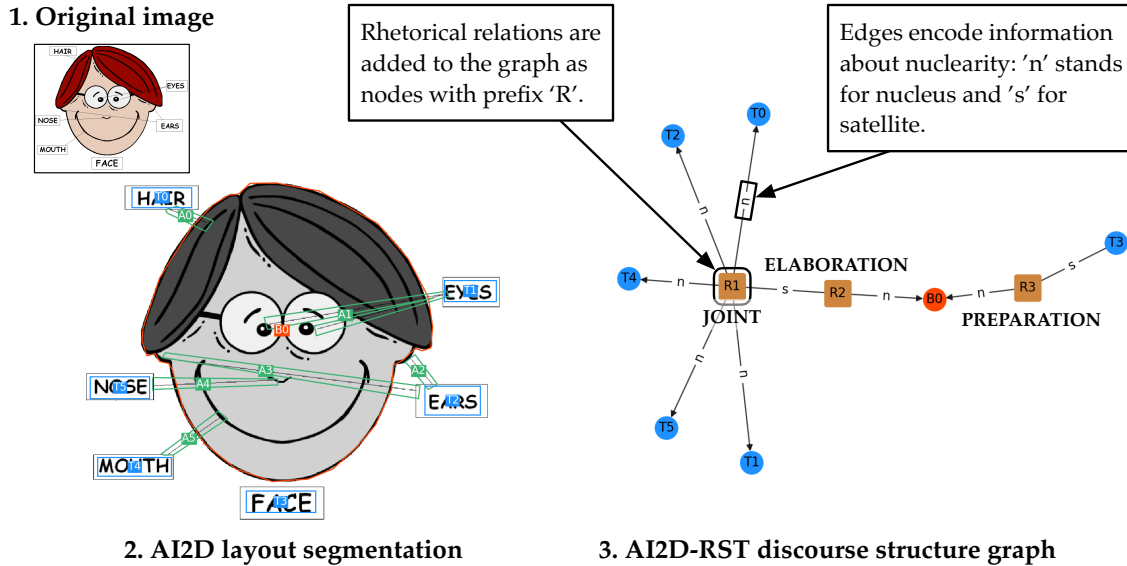 1. Original image
HAIR
EYES
NOSE
EARS
MOUTH
FACE
Rhetorical relations are
added to the graph as
nodes with prefix ‘R’.
Edges encode information
about nuclearity: ’n’ stands
for nucleus and ’s’ for
satellite.
HAIR
T0
A0
EYES
T1
A1
B0
A3
A2
NOSE
T5
A4
EARS
T2
A5
MOUTH
T4
FACE
T3
T0
T2
n
n
T3
s
T4
n
R1
s
ELABORATION
R2
n
B0
n
R3
JOINT
PREPARATION
n
n
T5
T1
2. AI2D layout segmentation
3. AI2D-RST discourse structure graph